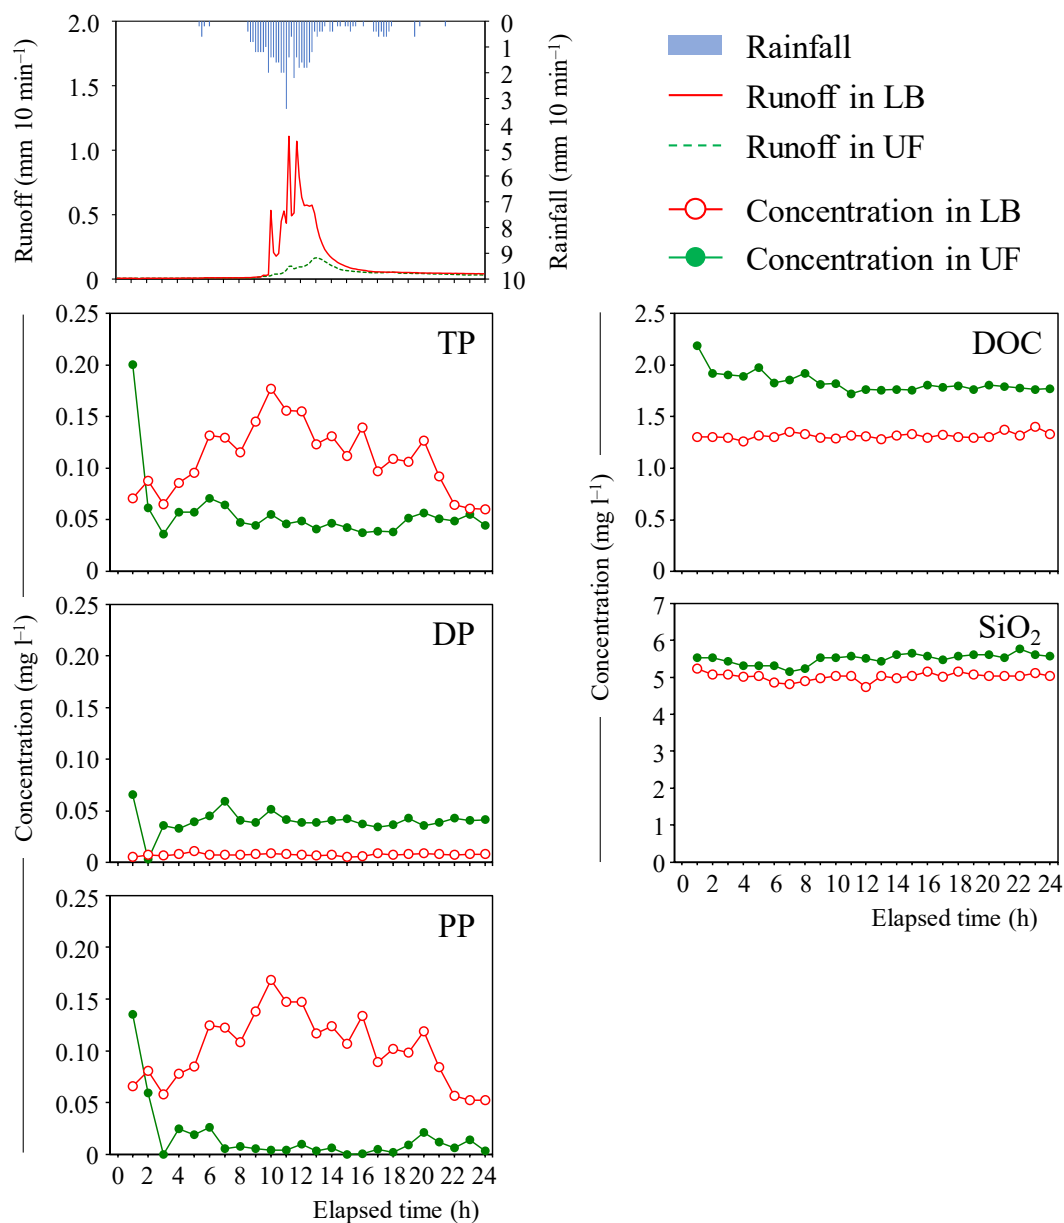 2.0
1.5
1.0
0.5
0
Runoff (mm 10 min⁻¹)
0
1
2
3
4
5
6
7
8
9
10
Rainfall (mm 10 min⁻¹)
Rainfall
Runoff in LB
Runoff in UF
Concentration in LB
Concentration in UF
Concentration (mg l⁻¹)
TP
0.25
0.20
0.15
0.10
0.05
0
DP
0.25
0.20
0.15
0.10
0.05
0
PP
0.25
0.20
0.15
0.10
0.05
0
0 2 4 6 8 10 12 14 16 18 20 22 24
Elapsed time (h)
Concentration (mg l⁻¹)
DOC
2.5
2.0
1.5
1.0
0.5
0
SiO₂
7
6
5
4
3
2
1
0
0 2 4 6 8 10 12 14 16 18 20 22 24
Elapsed time (h)